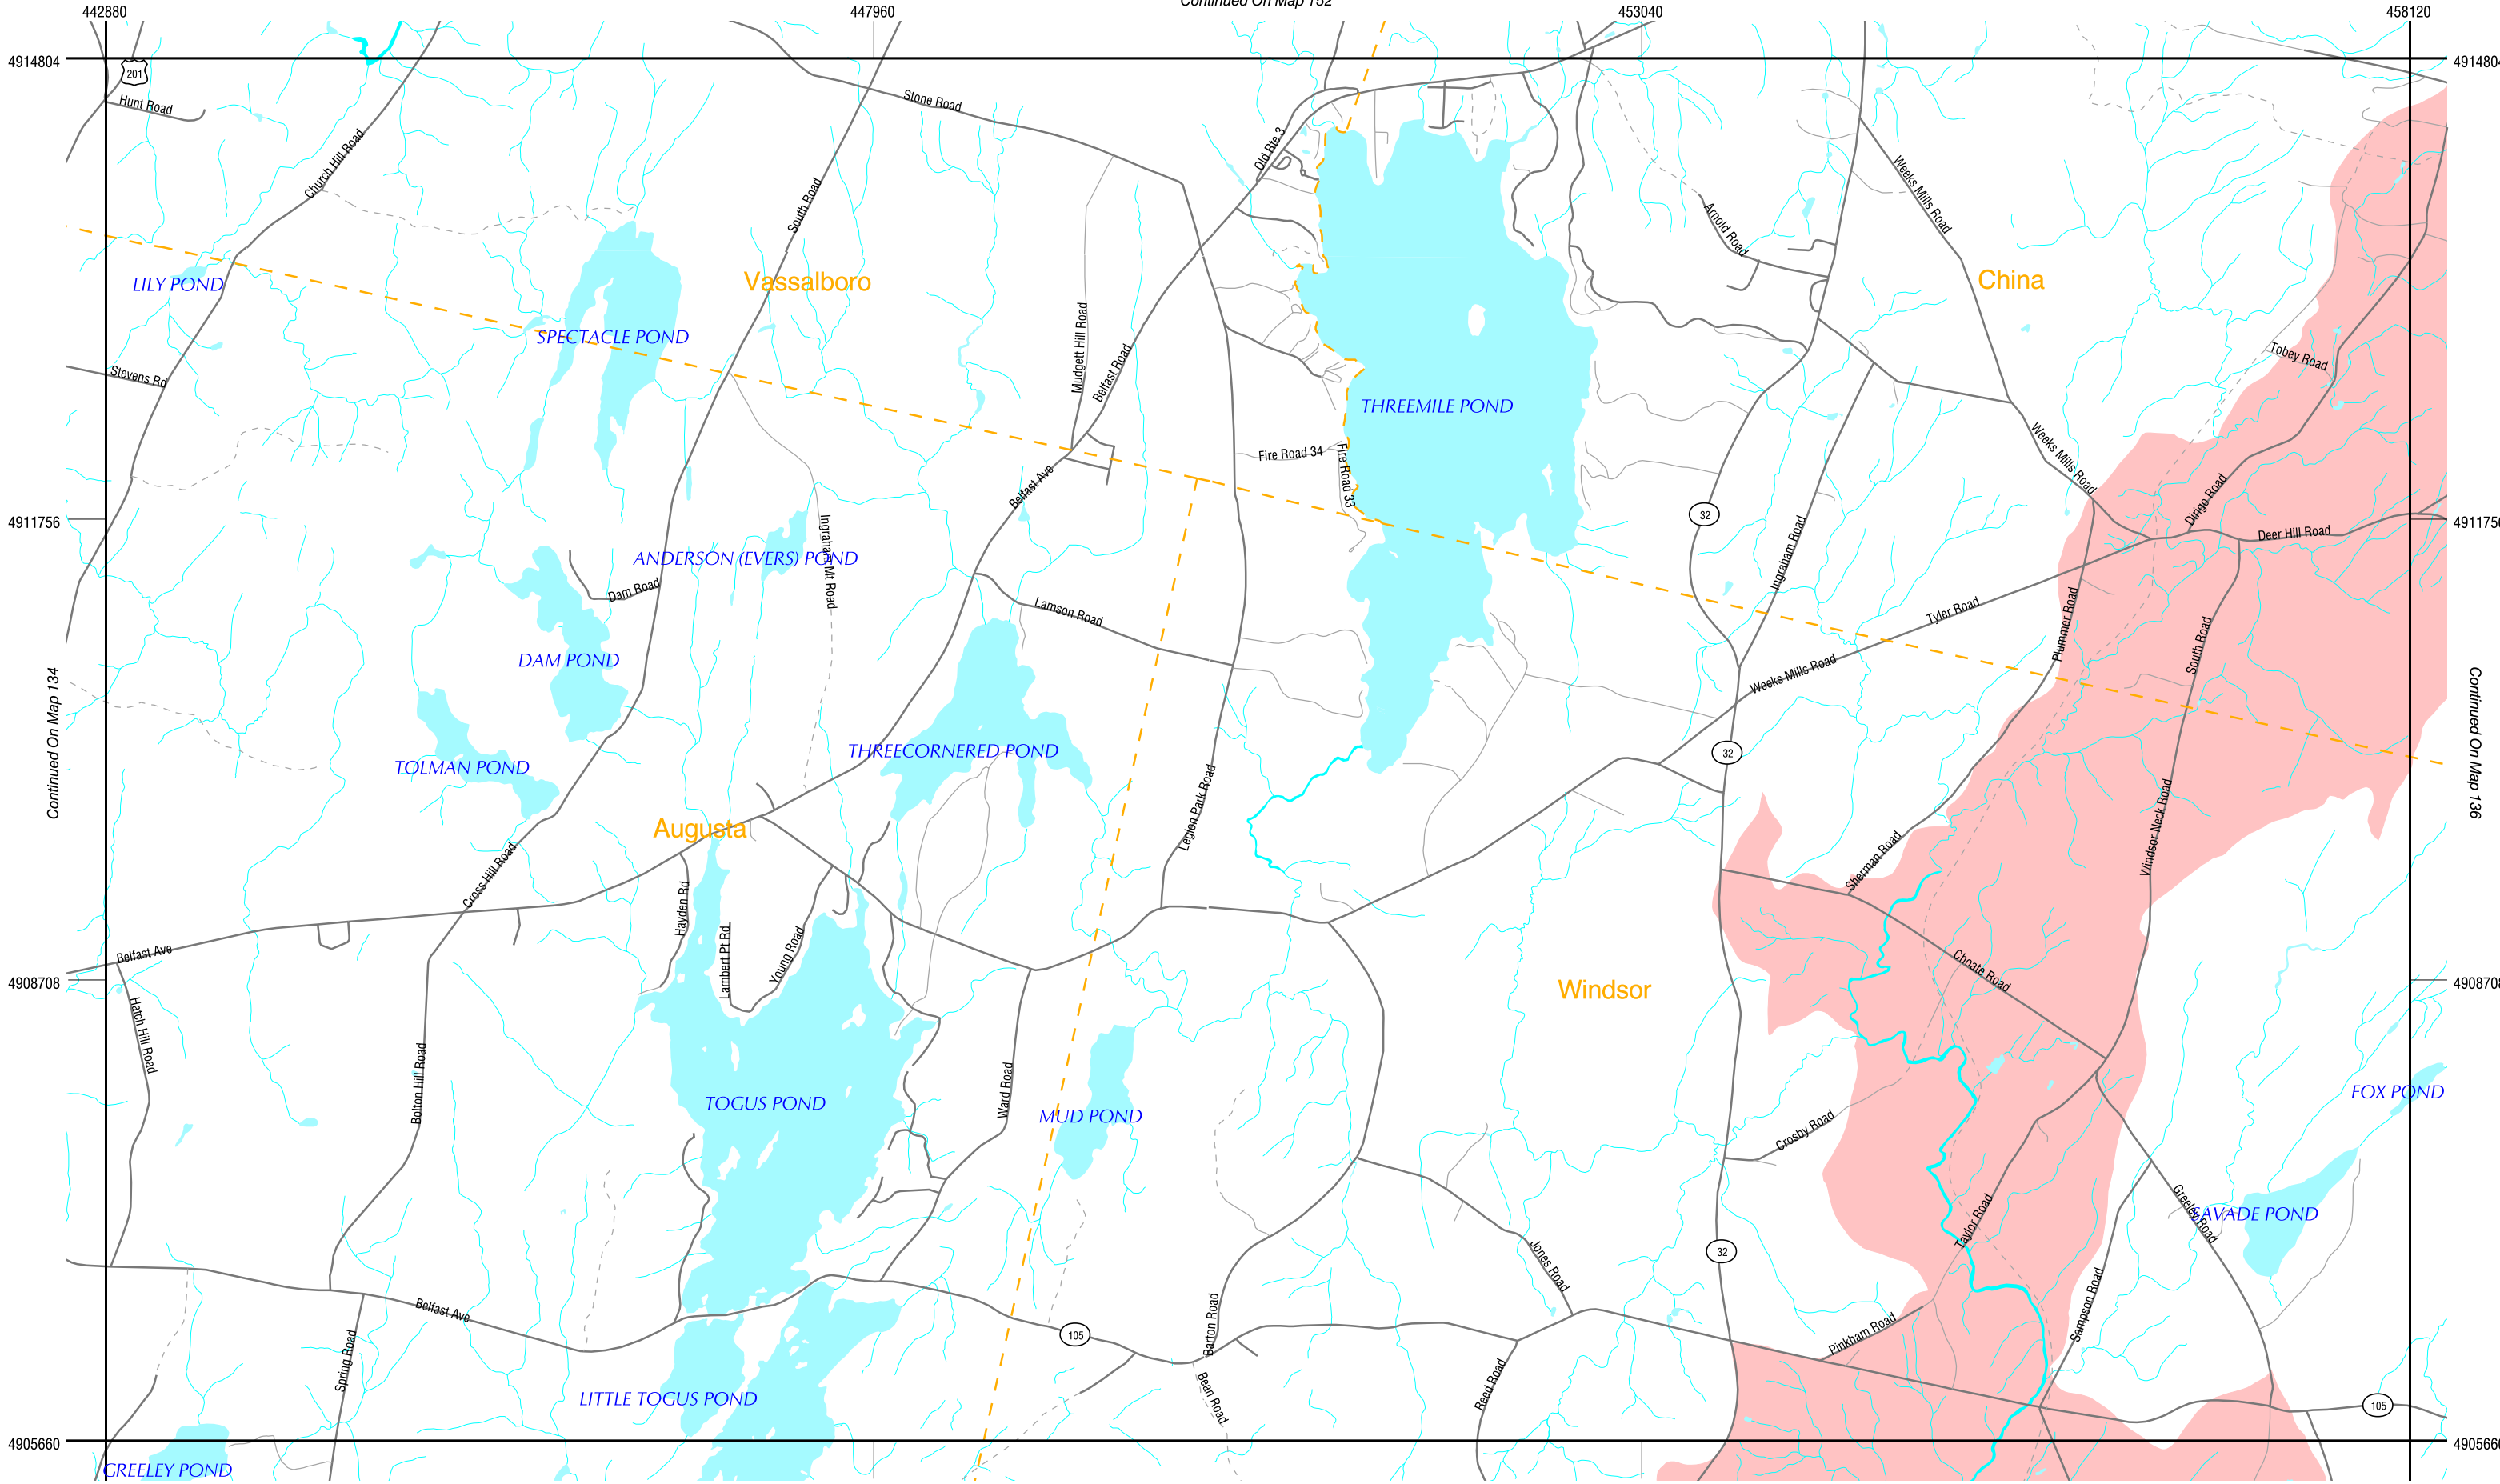 Continued On Map 152
442880
447960
453040
458120
4914804
4914804
201
Hunt Road
Church Hill Road
Stone Road
Old Rte 3
South Road
Weeks Mills Road
Arnold Road
LILY POND
Vassalboro
China
SPECTACLE POND
Mudgett Hill Road
Belfast Road
Stevens Rd
Tobey Road
THREEMILE POND
Fire Road 34
Fire Road 33
Belfast Ave
Weeks Mills Road
Dirigo Road
4911756
32
Deer Hill Road
Ingraham Mt Road
ANDERSON (EVERS) POND
Ingraham Road
Dam Road
Lamson Road
Tyler Road
Plummer Road
South Road
DAM POND
Weeks Mills Road
Continued On Map 134
Continued On Map 136
THREECORNERED POND
32
TOLMAN POND
Legion Park Road
Windsor Neck Road
Augusta
Cross Hill Road
Sherman Road
Hayden Rd
Lambert Pt Rd
Young Road
Belfast Ave
Choate Road
4908708
4908708
Windsor
Hatch Hill Road
Bolton Hill Road
Ward Road
TOGUS POND
MUD POND
FOX POND
Crosby Road
Greeley Road
SAVADE POND
Taylor Road
32
Jones Road
Belfast Ave
Barton Road
Sampson Road
105
Pinkham Road
Spring Road
Reed Road
Bean Road
LITTLE TOGUS POND
105
4905660
4905660
GREELEY POND